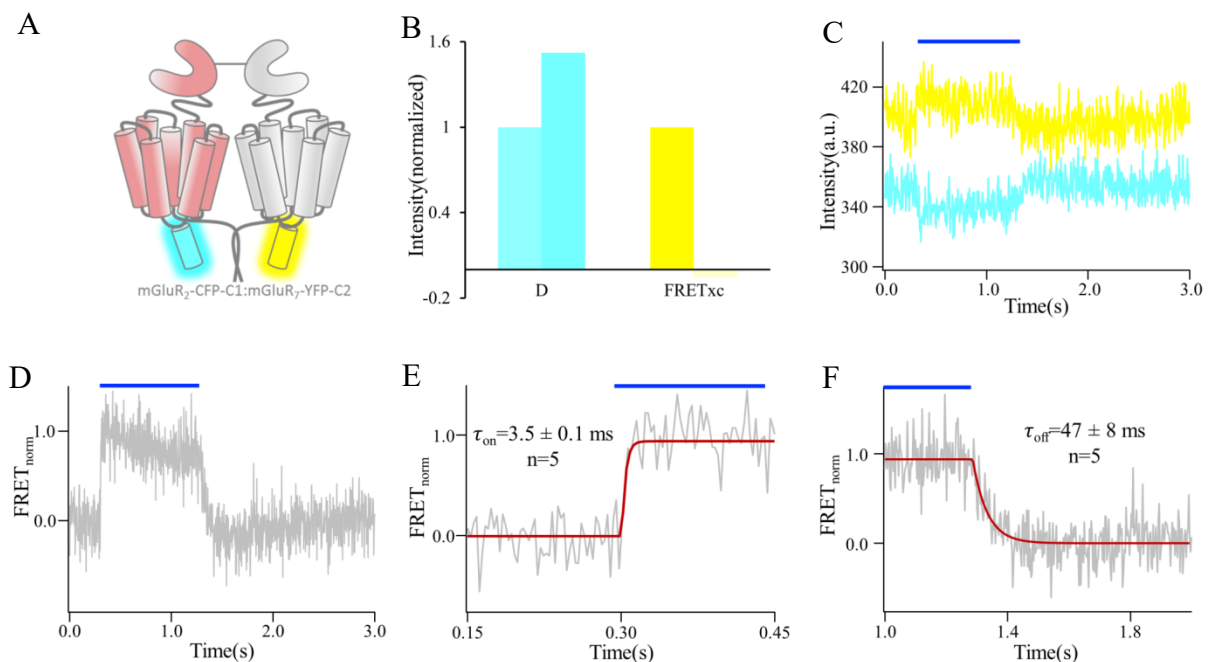 A
mGluR2-CFP-C1:mGluR7-YFP-C2
B
Intensity(normalized)
1.6
1
0.4
-0.2
D
FRETxc
C
Intensity(a.u.)
420
380
340
300
0.0
1.0
2.0
3.0
Time(s)
D
FRETnorm
1.0
0.0
0.0
1.0
2.0
3.0
Time(s)
E
τon=3.5 ± 0.1 ms
n=5
FRETnorm
1.0
0.0
0.15
0.30
0.45
Time(s)
F
τoff=47 ± 8 ms
n=5
FRETnorm
1.0
0.0
1.0
1.4
1.8
Time(s)